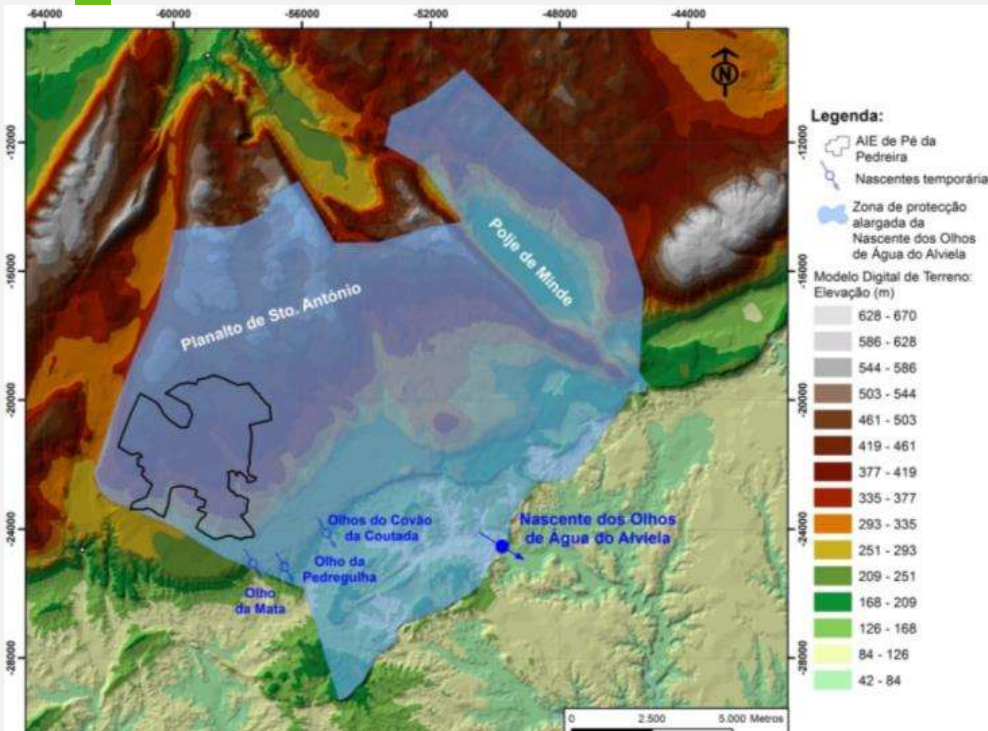 -64000 -60000 -56000 -52000 -48000 -44000
-12000 -12000
-16000 -16000
-20000 -20000
-24000 -24000
-28000 -28000
N
Polje de Minde
Planalto de Sto. António
Olhos do Covão
da Coutada
Olho da
Pedregulha
Olho
da Mata
Nascente dos Olhos
de Água do Alviela
0 2.500 5.000 Metros
Legenda:
AIE de Pé da
Pedreira
Nascentes temporária
Zona de protecção
alargada da
Nascente dos Olhos
de Água do Alviela
Modelo Digital de Terreno:
Elevação (m)
628 - 670
586 - 628
544 - 586
503 - 544
461 - 503
419 - 461
377 - 419
335 - 377
293 - 335
251 - 293
209 - 251
168 - 209
126 - 168
84 - 126
42 - 84